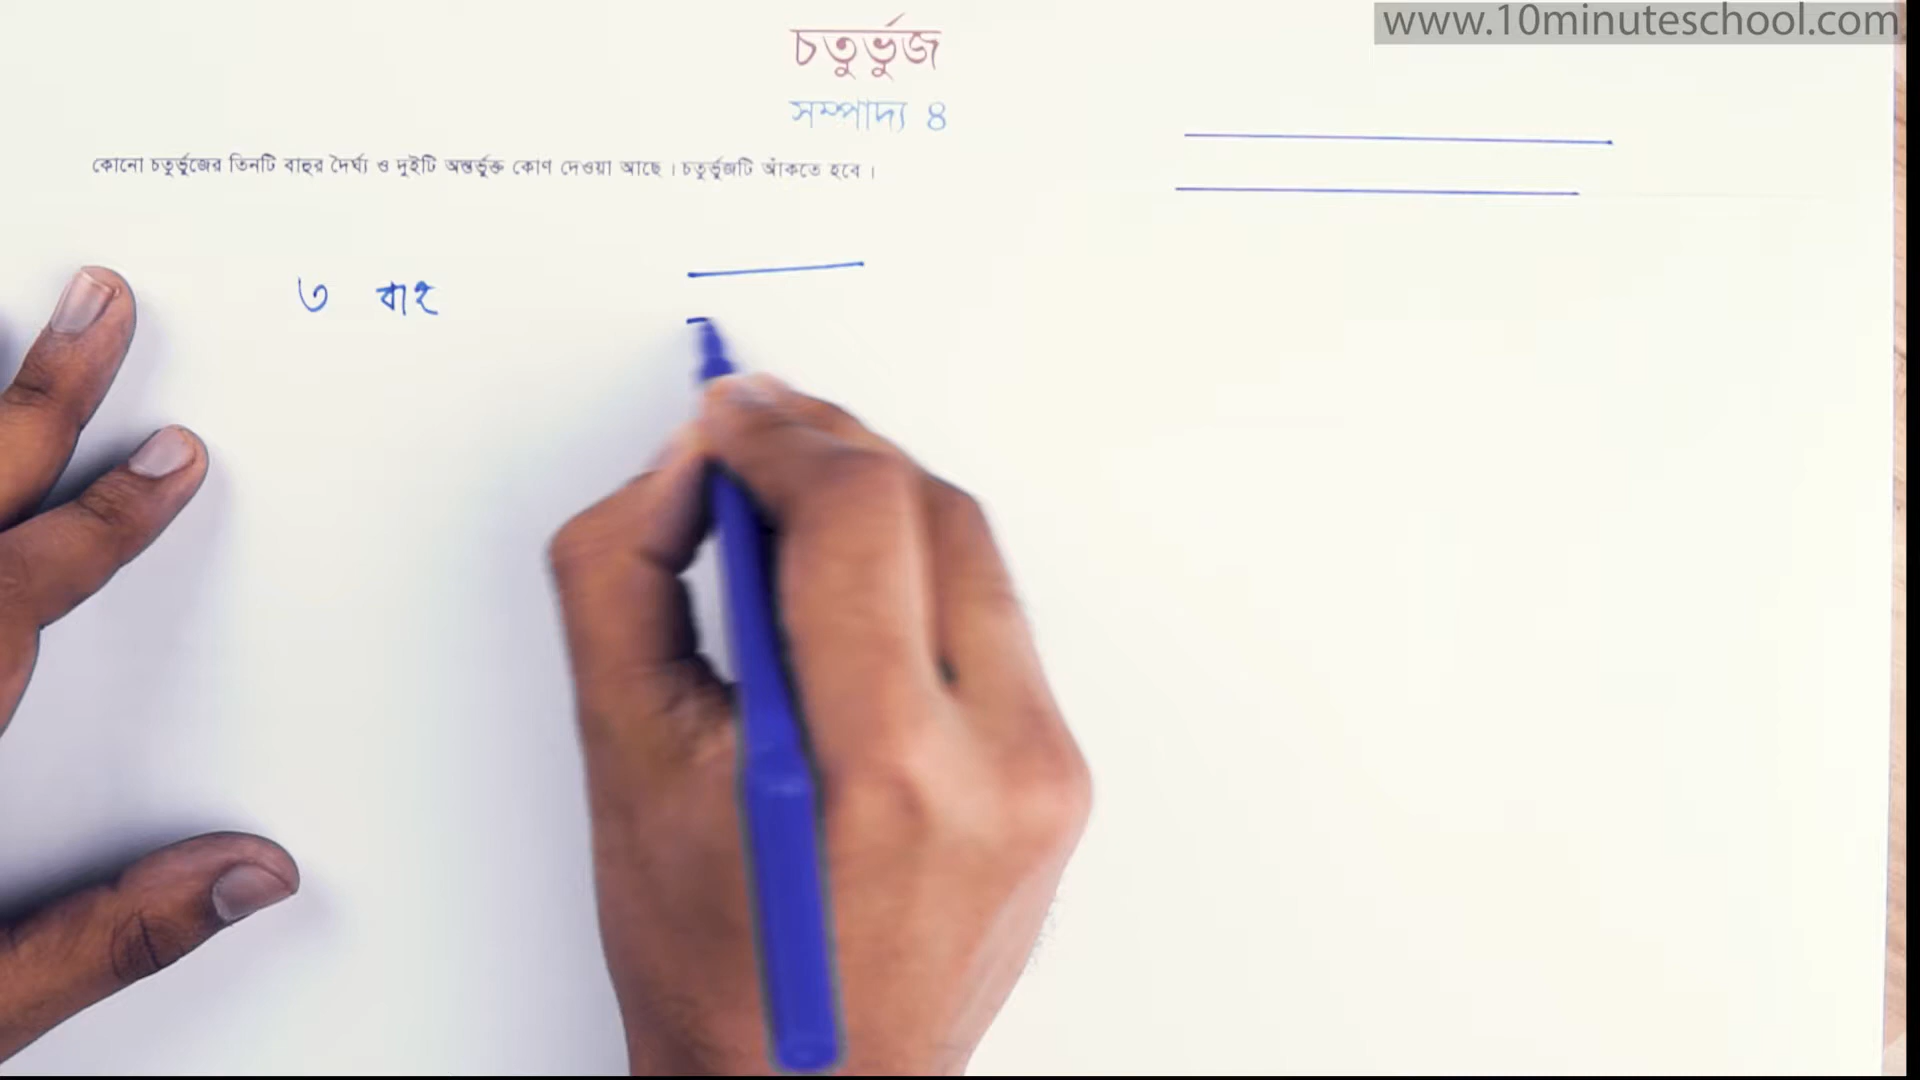 www.10minuteschool.com
চতুর্ভুজ
সম্পাদ্য ৪
কোনো চতুর্ভুজের তিনটি বাহুর দৈর্ঘ্য ও দুইটি অন্তর্ভুক্ত কোণ দেওয়া আছে । চতুর্ভুজটি আঁকতে হবে ।
৩ বাহু